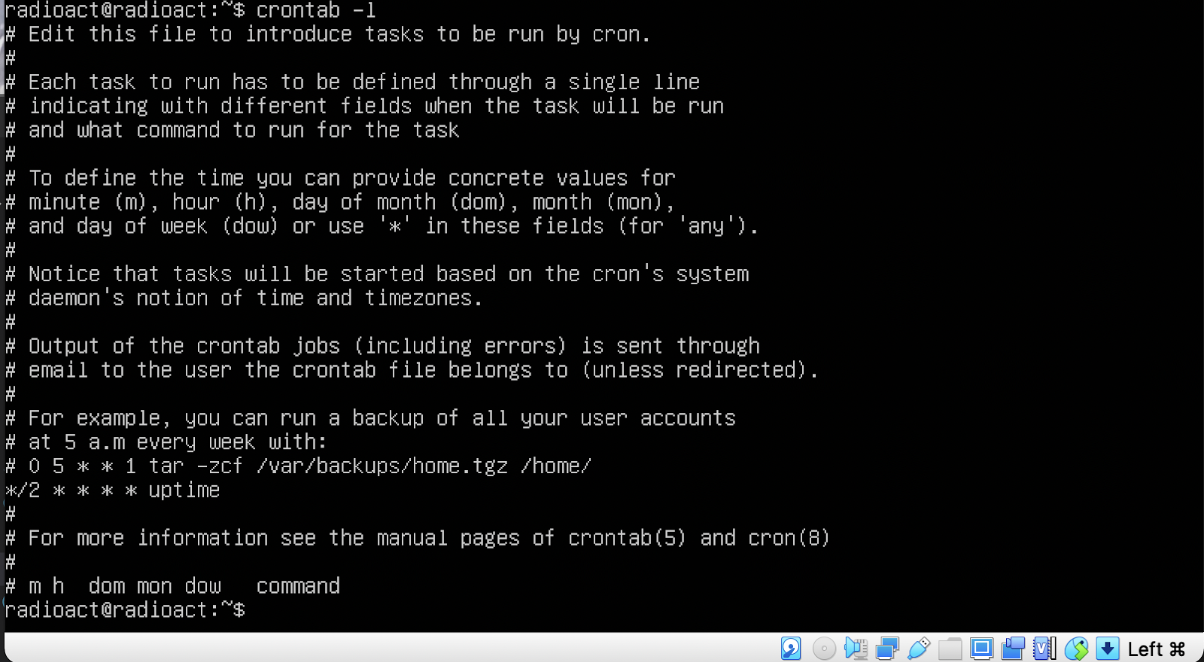 radioact@radioact:~$ crontab -l
# Edit this file to introduce tasks to be run by cron.
#
# Each task to run has to be defined through a single line
# indicating with different fields when the task will be run
# and what command to run for the task
#
# To define the time you can provide concrete values for
# minute (m), hour (h), day of month (dom), month (mon),
# and day of week (dow) or use '*' in these fields (for 'any').
#
# Notice that tasks will be started based on the cron's system
# daemon's notion of time and timezones.
#
# Output of the crontab jobs (including errors) is sent through
# email to the user the crontab file belongs to (unless redirected).
#
# For example, you can run a backup of all your user accounts
# at 5 a.m every week with:
# 0 5 * * 1 tar -zcf /var/backups/home.tgz /home/
*/2 * * * * uptime
#
# For more information see the manual pages of crontab(5) and cron(8)
#
# m h  dom mon dow   command
radioact@radioact:~$
Left ⌘